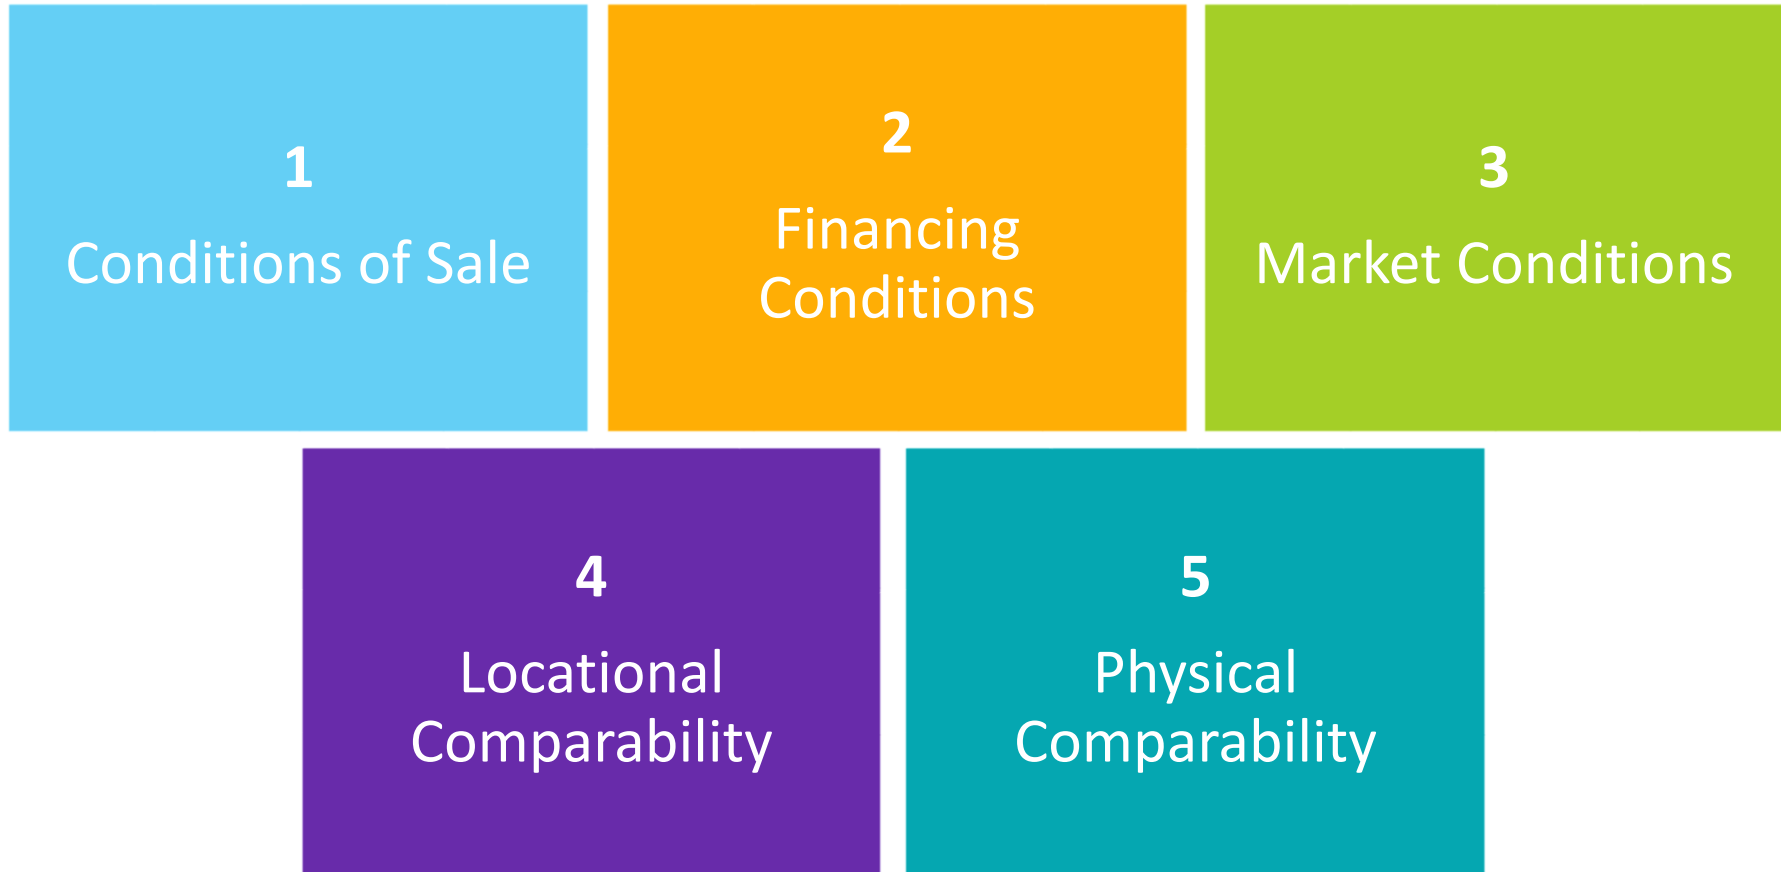 1
Conditions of Sale
2
Financing
Conditions
3
Market Conditions
4
Locational
Comparability
5
Physical
Comparability